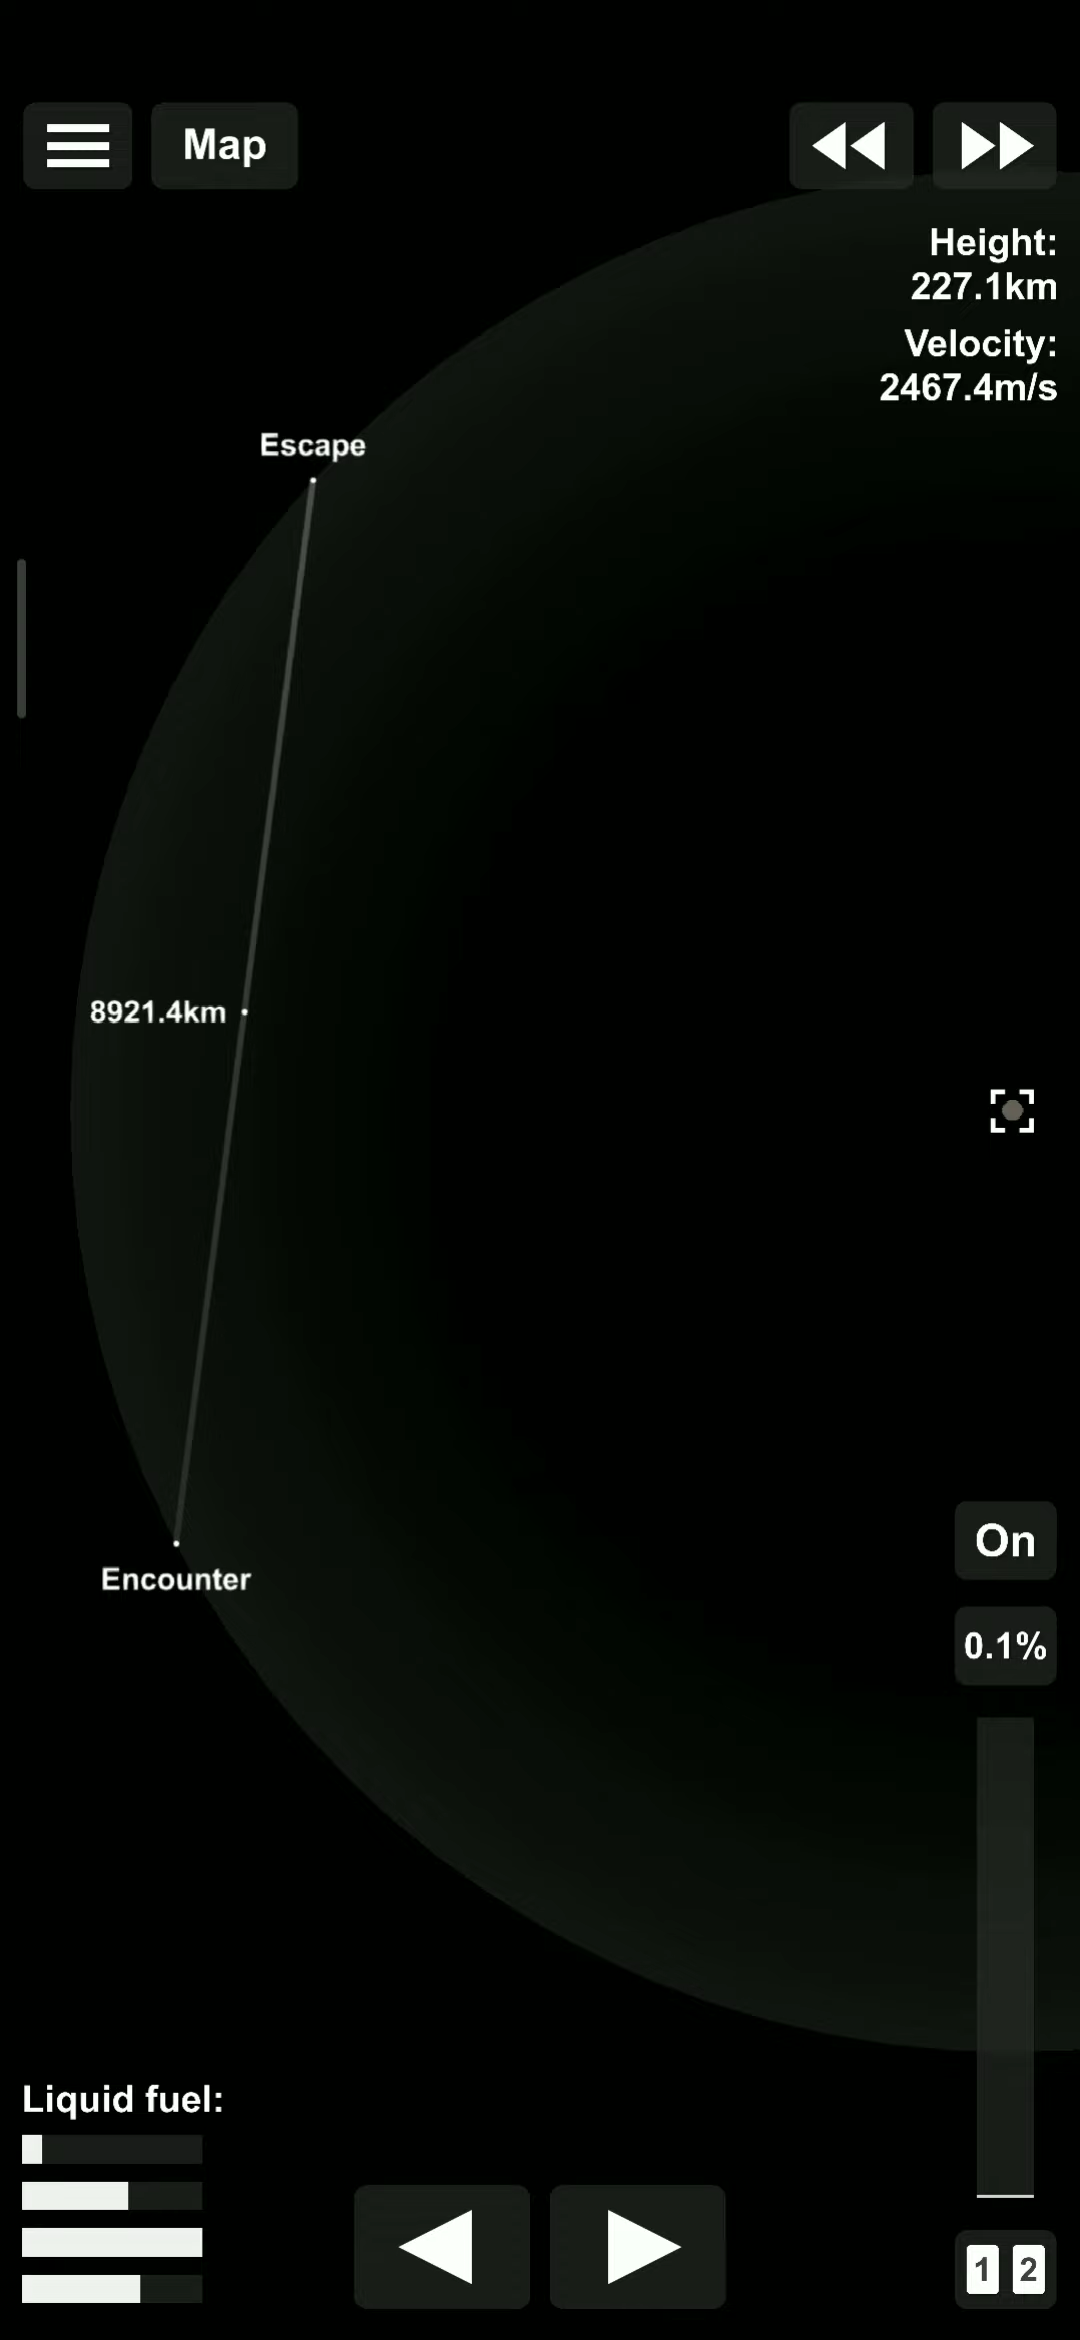 Map
Height:
227.1km
Velocity:
2467.4m/s
Escape
8921.4km
Encounter
On
0.1%
Liquid fuel:
1 2